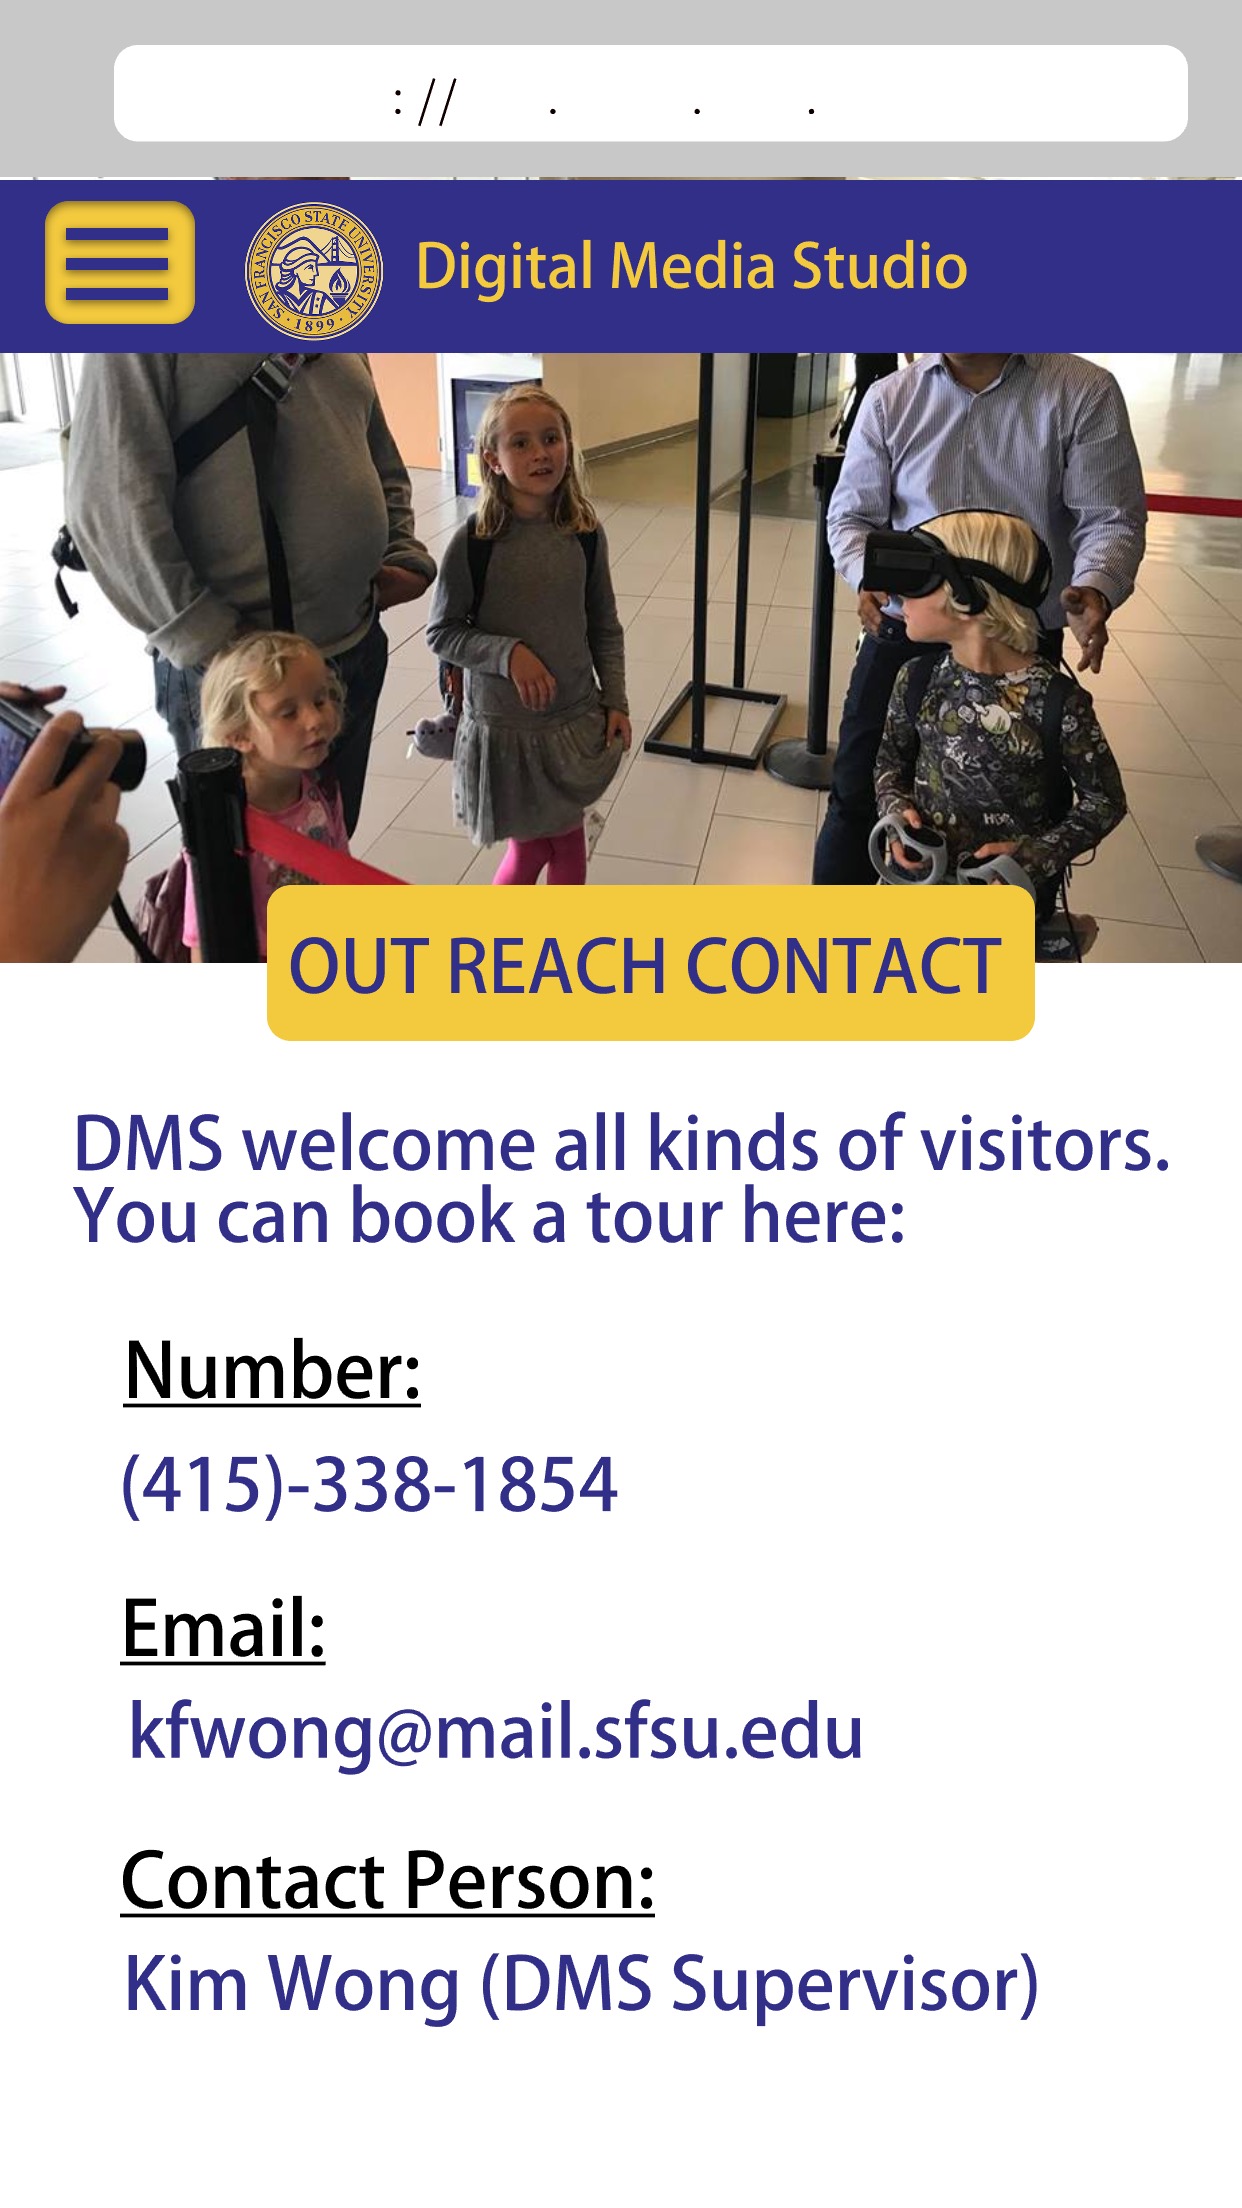 : // . . .
SAN FRANCISCO STATE UNIVERSITY
· 1899 ·
Digital Media Studio
OUT REACH CONTACT
DMS welcome all kinds of visitors.
You can book a tour here:
Number:
(415)-338-1854
Email:
kfwong@mail.sfsu.edu
Contact Person:
Kim Wong (DMS Supervisor)